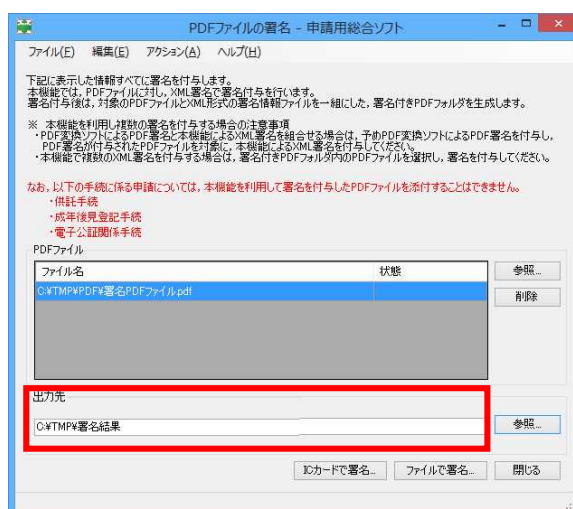 PDFファイルの署名 - 申請用総合ソフト
ファイル(F) 編集(E) アクション(A) ヘルプ(H)
下記に表示した情報すべてに署名を付与します。
本機能では, PDFファイルに対し, XML署名で署名付与を行います。
署名付与後は, 対象のPDFファイルとXML形式の署名情報ファイルを一組にした, 署名付きPDFフォルダを生成します。
※ 本機能を利用し複数の署名を付与する場合の注意事項
・PDF変換ソフトによるPDF署名と本機能によるXML署名を組合せる場合は, 予めPDF変換ソフトによるPDF署名を付与し,
PDF署名が付与されたPDFファイルを対象に, 本機能によるXML署名を付与してください。
・本機能で複数のXML署名を付与する場合は, 署名付きPDFフォルダ内のPDFファイルを選択し, 署名を付与してください。
なお, 以下の手続に係る申請については, 本機能を利用して署名を付与したPDFファイルを添付することはできません。
・供託手続
・成年後見登記手続
・電子公証関係手続
PDFファイル
ファイル名 状態 参照...
C:¥TMP¥PDF¥署名PDFファイル.pdf 削除
出力先
C:¥TMP¥署名結果 参照...
ICカードで署名... ファイルで署名... 閉じる